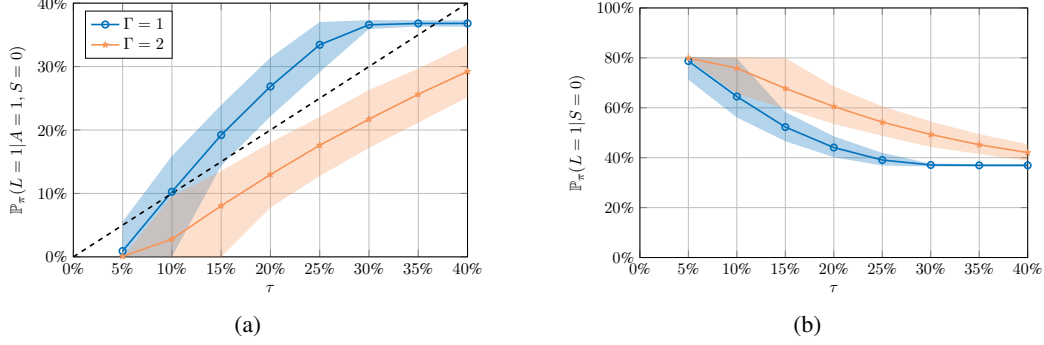 40%
30%
20%
10%
0%
ℙ_π(L = 1|A = 1, S = 0)
Γ = 1
Γ = 2
0% 5% 10% 15% 20% 25% 30% 35% 40%
τ
(a)
100%
80%
60%
40%
20%
0%
ℙ_π(L = 1|S = 0)
0% 5% 10% 15% 20% 25% 30% 35% 40%
τ
(b)